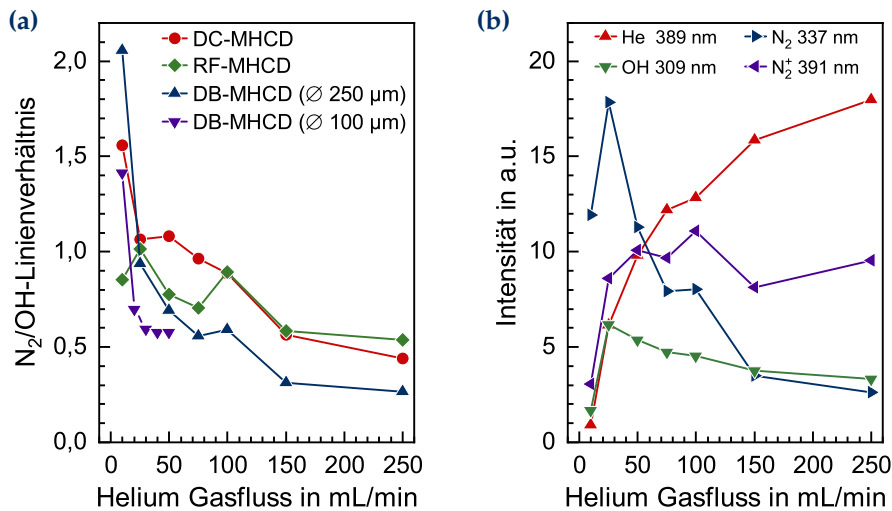 (a)
N₂/OH-Linienverhältnis
2,0
1,5
1,0
0,5
0,0
DC-MHCD
RF-MHCD
DB-MHCD (∅ 250 µm)
DB-MHCD (∅ 100 µm)
0 50 100 150 200 250
Helium Gasfluss in mL/min
(b)
Intensität in a.u.
20
15
10
5
0
He 389 nm
N₂ 337 nm
OH 309 nm
N₂⁺ 391 nm
0 50 100 150 200 250
Helium Gasfluss in mL/min